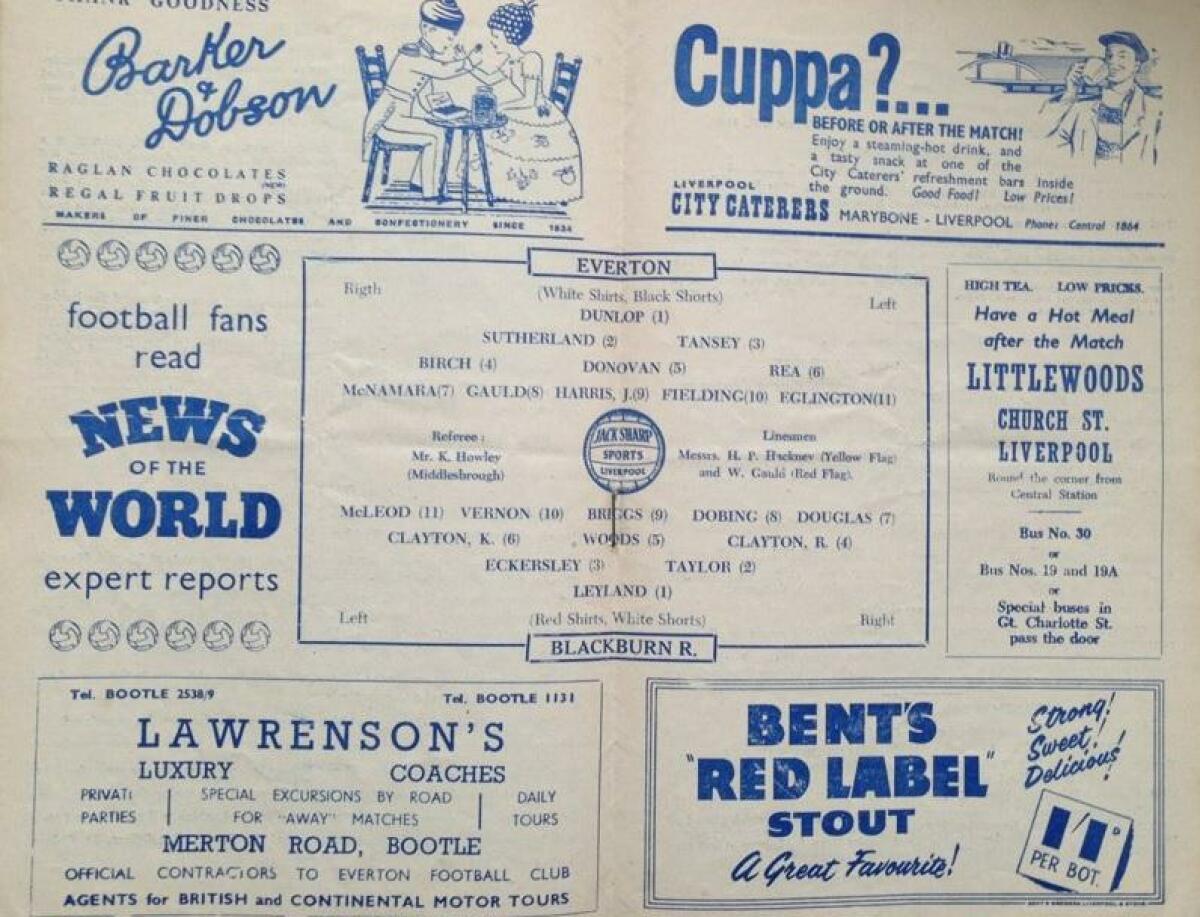 THANK GOODNESS
Barker
&
Dobson
RAGLAN CHOCOLATES
(NEW)
REGAL FRUIT DROPS
MAKERS OF FINER CHOCOLATES AND CONFECTIONERY SINCE 1834
Cuppa?...
BEFORE OR AFTER THE MATCH!
Enjoy a steaming-hot drink, and
a tasty snack at one of the
City Caterers' refreshment bars inside
the ground. Good Food! Low Prices!
LIVERPOOL
CITY CATERERS MARYBONE - LIVERPOOL Phone: Central 1864
football fans
read
NEWS
OF THE
WORLD
expert reports
EVERTON
Rigth
(White Shirts, Black Shorts)
Left
DUNLOP (1)
SUTHERLAND (2) TANSEY (3)
BIRCH (4) DONOVAN (5) REA (6)
McNAMARA(7) GAULD(8) HARRIS, J.(9) FIELDING(10) EGLINGTON(11)
Referee :
Mr. K. Howley
(Middlesbrough)
JACK SHARP
SPORTS
LIVERPOOL
Linesmen
Messrs. H. P. Hackney (Yellow Flag)
and W. Gauld (Red Flag).
McLEOD (11) VERNON (10) BRIGGS (9) DOBING (8) DOUGLAS (7)
CLAYTON, K. (6) WOODS (5) CLAYTON, R. (4)
ECKERSLEY (3) TAYLOR (2)
LEYLAND (1)
Left
(Red Shirts, White Shorts)
Right
BLACKBURN R.
HIGH TEA. LOW PRICES.
Have a Hot Meal
after the Match
LITTLEWOODS
CHURCH ST.
LIVERPOOL
Round the corner from
Central Station
Bus No. 30
or
Bus Nos. 19 and 19A
or
Special buses in
Gt. Charlotte St.
pass the door
Tel. BOOTLE 2538/9
Tel. BOOTLE 1131
LAWRENSON'S
LUXURY COACHES
PRIVATE
PARTIES
SPECIAL EXCURSIONS BY ROAD
FOR "AWAY" MATCHES
DAILY
TOURS
MERTON ROAD, BOOTLE
OFFICIAL CONTRACTORS TO EVERTON FOOTBALL CLUB
AGENTS for BRITISH and CONTINENTAL MOTOR TOURS
BENT'S
"RED LABEL"
STOUT
A Great Favourite!
Strong!
Sweet!
Delicious!
1/1°
PER BOT.